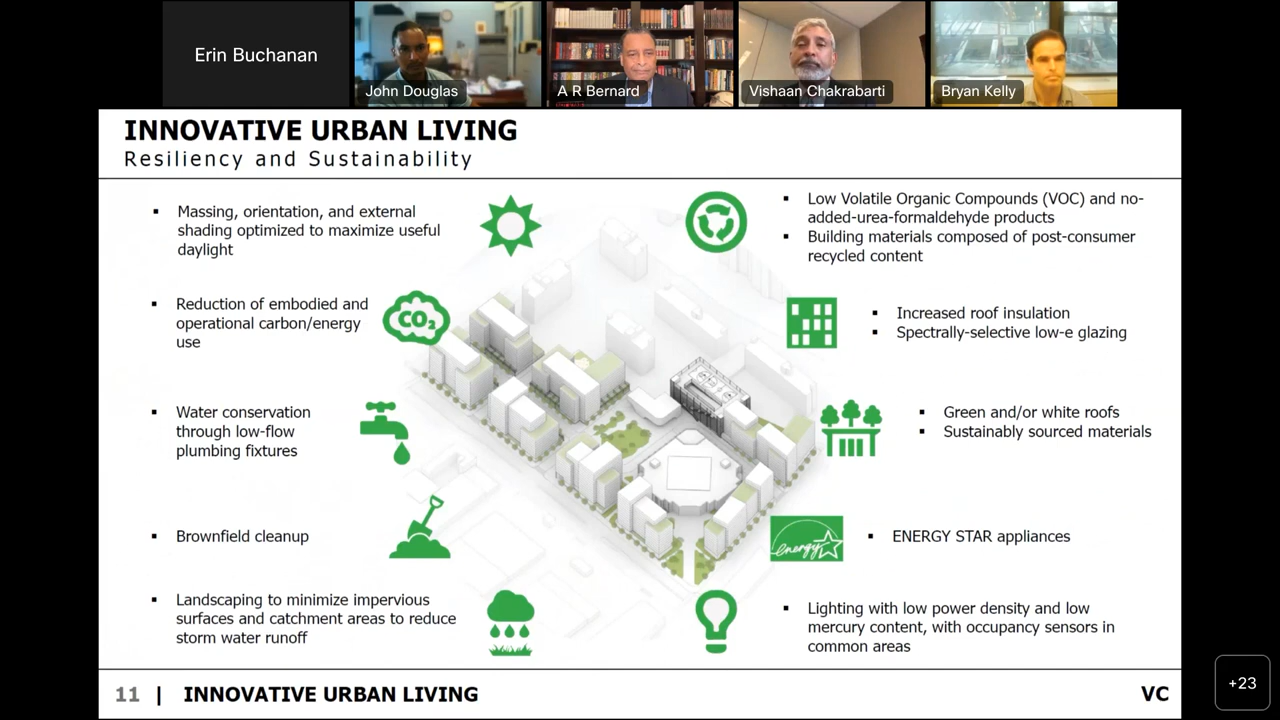 Erin Buchanan
John Douglas
A R Bernard
Vishaan Chakrabarti
Bryan Kelly
INNOVATIVE URBAN LIVING
Resiliency and Sustainability
▪ Massing, orientation, and external
shading optimized to maximize useful
daylight
▪ Reduction of embodied and
operational carbon/energy
use
CO2
▪ Water conservation
through low-flow
plumbing fixtures
▪ Brownfield cleanup
▪ Landscaping to minimize impervious
surfaces and catchment areas to reduce
storm water runoff
▪ Low Volatile Organic Compounds (VOC) and no-
added-urea-formaldehyde products
▪ Building materials composed of post-consumer
recycled content
▪ Increased roof insulation
▪ Spectrally-selective low-e glazing
▪ Green and/or white roofs
▪ Sustainably sourced materials
energy
▪ ENERGY STAR appliances
▪ Lighting with low power density and low
mercury content, with occupancy sensors in
common areas
11 | INNOVATIVE URBAN LIVING
VC
+23